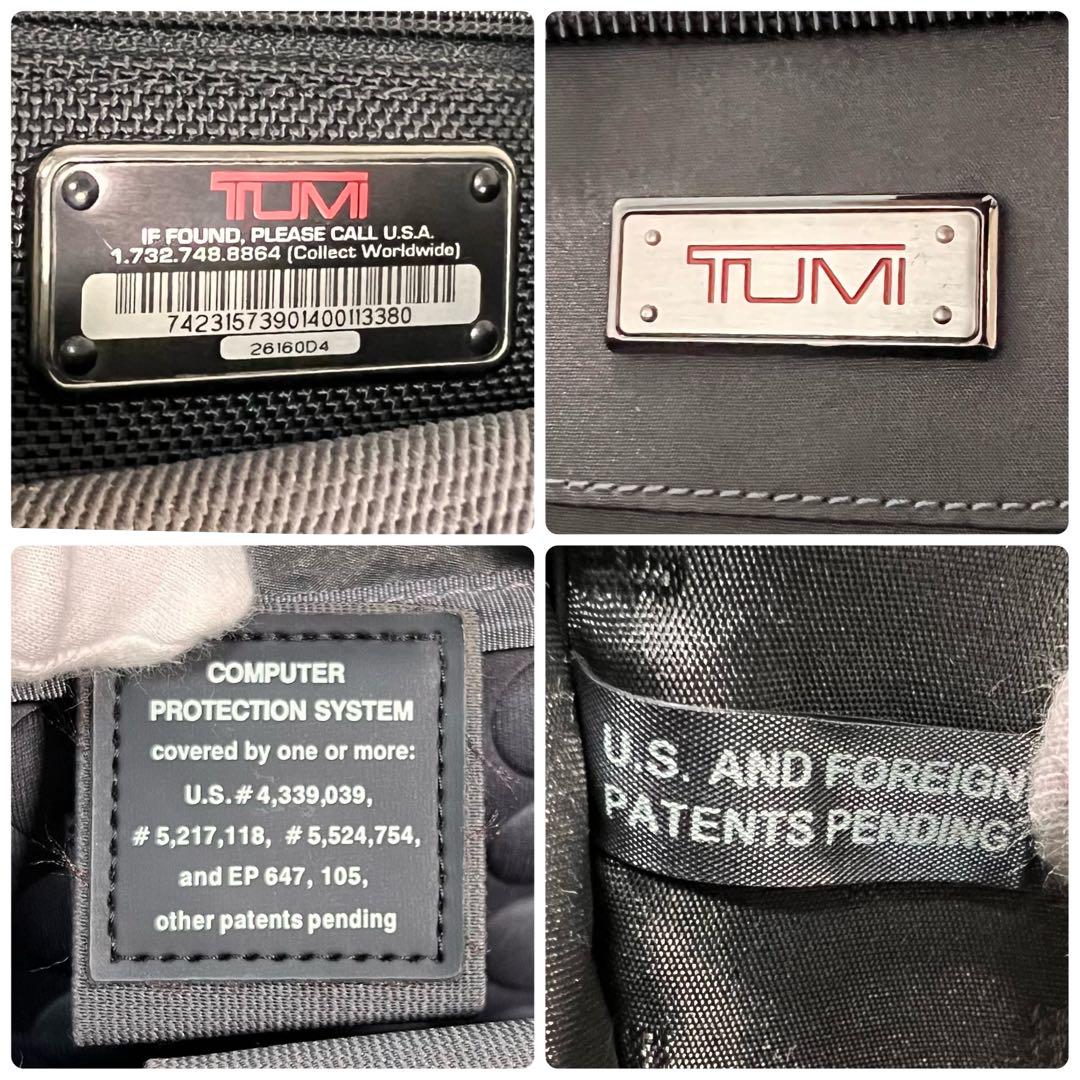 TUMI
IF FOUND, PLEASE CALL U.S.A.
1.732.748.8864 (Collect Worldwide)
74231573901400113380
26160D4
TUMI
COMPUTER
PROTECTION SYSTEM
covered by one or more:
U.S.# 4,339,039,
# 5,217,118, # 5,524,754,
and EP 647, 105,
other patents pending
U.S. AND FOREIGN
PATENTS PENDING